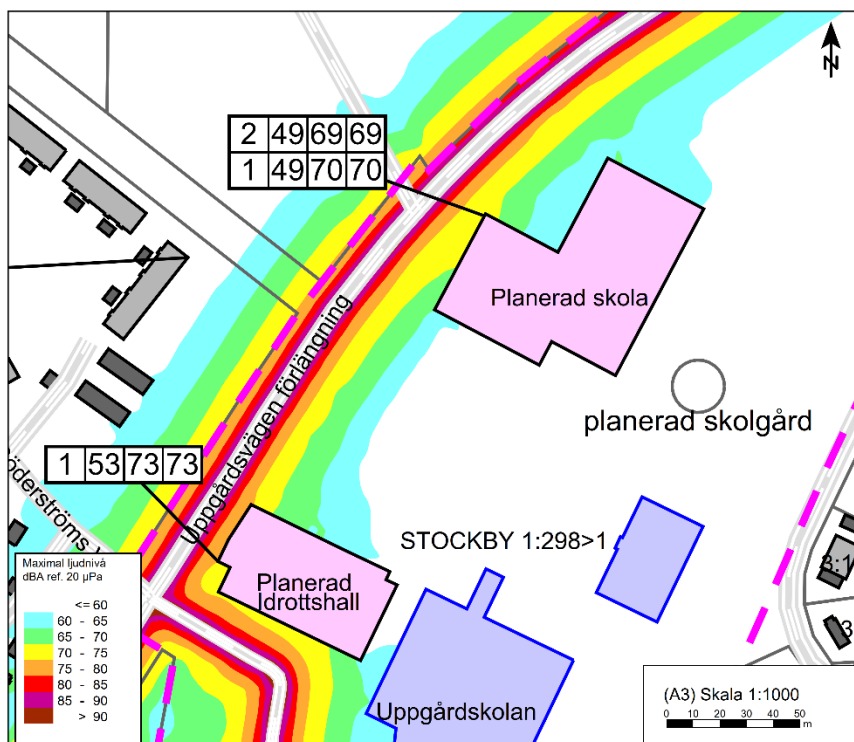 N
2 49 69 69
1 49 70 70
Planerad skola
Uppgårdsvägen förlängning
planerad skolgård
1 53 73 73
öderströms
STOCKBY 1:298>1
Planerad
Idrottshall
3:1
3
Uppgårdskolan
Maximal ljudnivå
dBA ref. 20 µPa
<= 60
60 - 65
65 - 70
70 - 75
75 - 80
80 - 85
85 - 90
> 90
(A3) Skala 1:1000
0 10 20 30 40 50
m